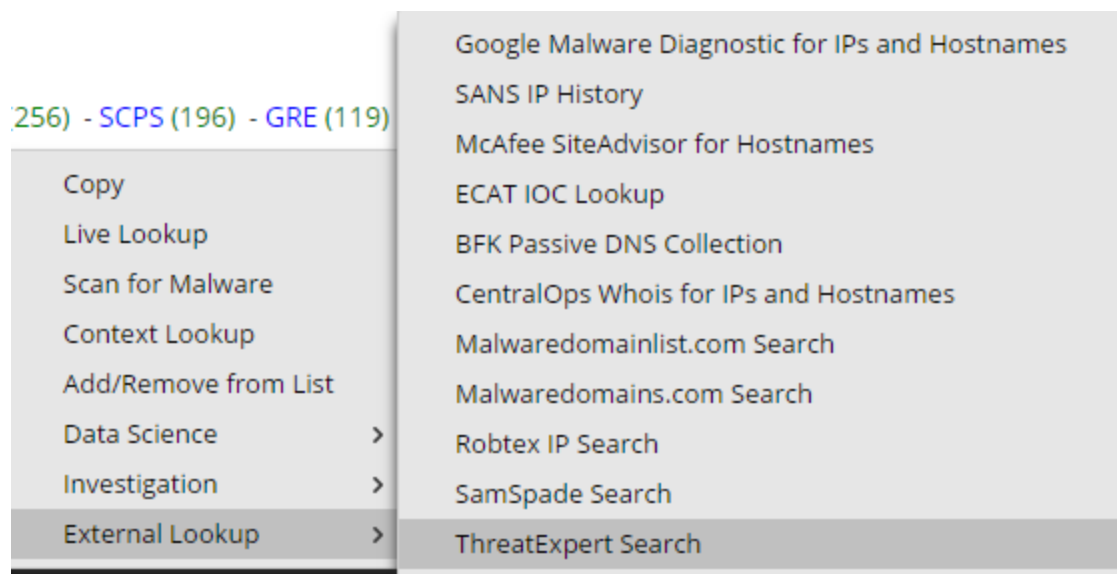 256) - SCPS (196) - GRE (119)
Copy
Live Lookup
Scan for Malware
Context Lookup
Add/Remove from List
Data Science
Investigation
External Lookup
Google Malware Diagnostic for IPs and Hostnames
SANS IP History
McAfee SiteAdvisor for Hostnames
ECAT IOC Lookup
BFK Passive DNS Collection
CentralOps Whois for IPs and Hostnames
Malwaredomainlist.com Search
Malwaredomains.com Search
Robtex IP Search
SamSpade Search
ThreatExpert Search